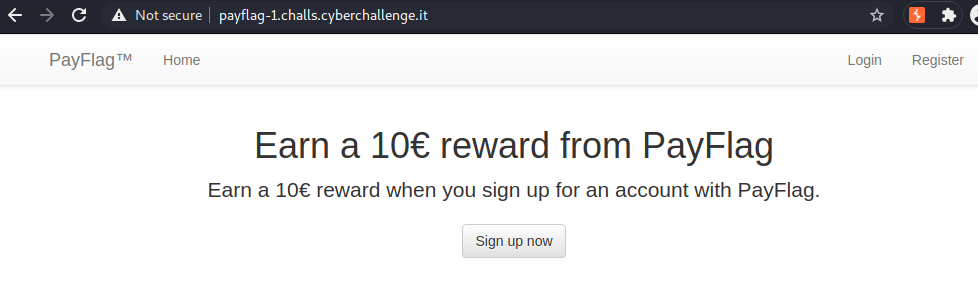 Not secure payflag-1.challs.cyberchallenge.it
PayFlag™ Home Login Register
Earn a 10€ reward from PayFlag
Earn a 10€ reward when you sign up for an account with PayFlag.
Sign up now